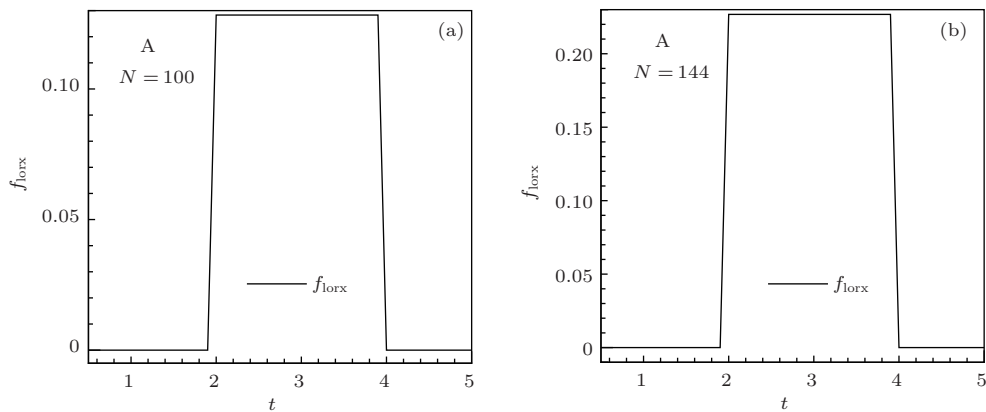 (a)
A
N = 100
0.10
0.05
0
f_lorx
f_lorx
1 2 3 4 5
t
(b)
A
N = 144
0.20
0.15
0.10
0.05
0
f_lorx
f_lorx
1 2 3 4 5
t